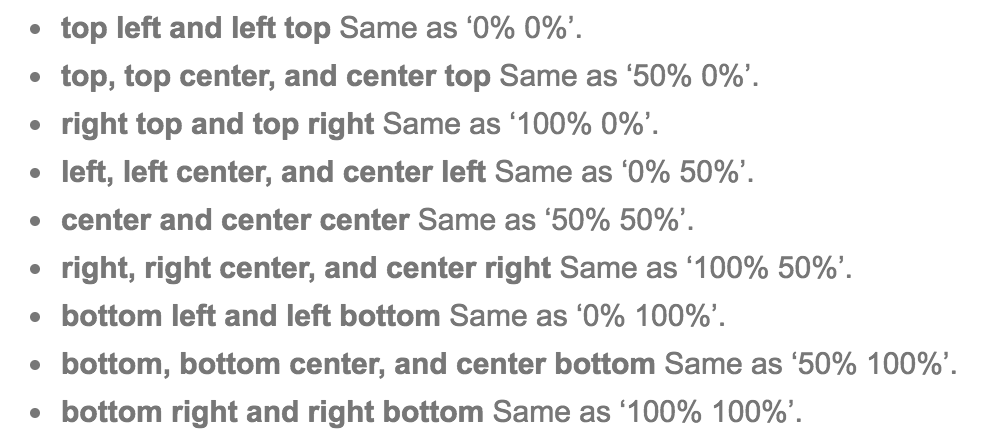 • top left and left top Same as ‘0% 0%’.
• top, top center, and center top Same as ‘50% 0%’.
• right top and top right Same as ‘100% 0%’.
• left, left center, and center left Same as ‘0% 50%’.
• center and center center Same as ‘50% 50%’.
• right, right center, and center right Same as ‘100% 50%’.
• bottom left and left bottom Same as ‘0% 100%’.
• bottom, bottom center, and center bottom Same as ‘50% 100%’.
• bottom right and right bottom Same as ‘100% 100%’.